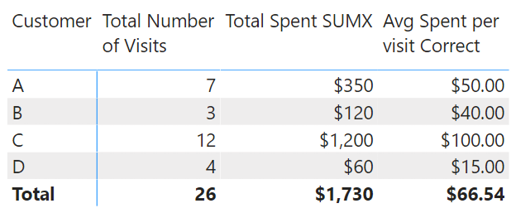 Customer Total Number of Visits Total Spent SUMX Avg Spent per visit Correct
A 7 $350 $50.00
B 3 $120 $40.00
C 12 $1,200 $100.00
D 4 $60 $15.00
Total 26 $1,730 $66.54